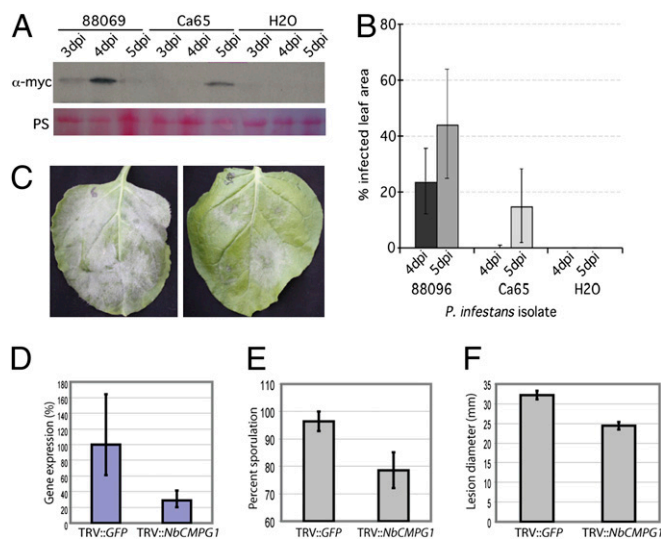 A
88069 Ca65 H2O
3dpi 4dpi 5dpi 3dpi 4dpi 5dpi 3dpi 4dpi 5dpi
α-myc
PS
B
80
60
40
20
0
% infected leaf area
4dpi 5dpi 4dpi 5dpi 4dpi 5dpi
88096 Ca65 H2O
P. infestans isolate
C
D
180
160
140
120
100
80
60
40
20
0
Gene expression (%)
TRV::GFP TRV::NbCMPG1
E
110
100
90
80
70
60
Percent sporulation
TRV::GFP TRV::NbCMPG1
F
35
30
25
20
15
10
5
0
Lesion diameter (mm)
TRV::GFP TRV::NbCMPG1